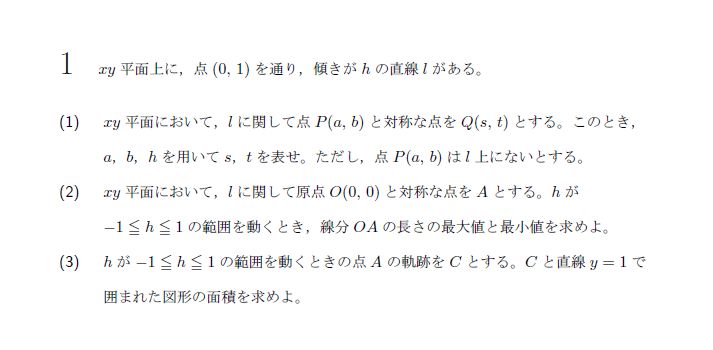 1 xy 平面上に，点 (0, 1) を通り，傾きが h の直線 l がある。
(1) xy 平面において，l に関して点 P(a, b) と対称な点を Q(s, t) とする。このとき，
a，b，h を用いて s，t を表せ。ただし，点 P(a, b) は l 上にないとする。
(2) xy 平面において，l に関して原点 O(0, 0) と対称な点を A とする。h が
−1 ≦ h ≦ 1 の範囲を動くとき，線分 OA の長さの最大値と最小値を求めよ。
(3) h が −1 ≦ h ≦ 1 の範囲を動くときの点 A の軌跡を C とする。C と直線 y = 1 で
囲まれた図形の面積を求めよ。